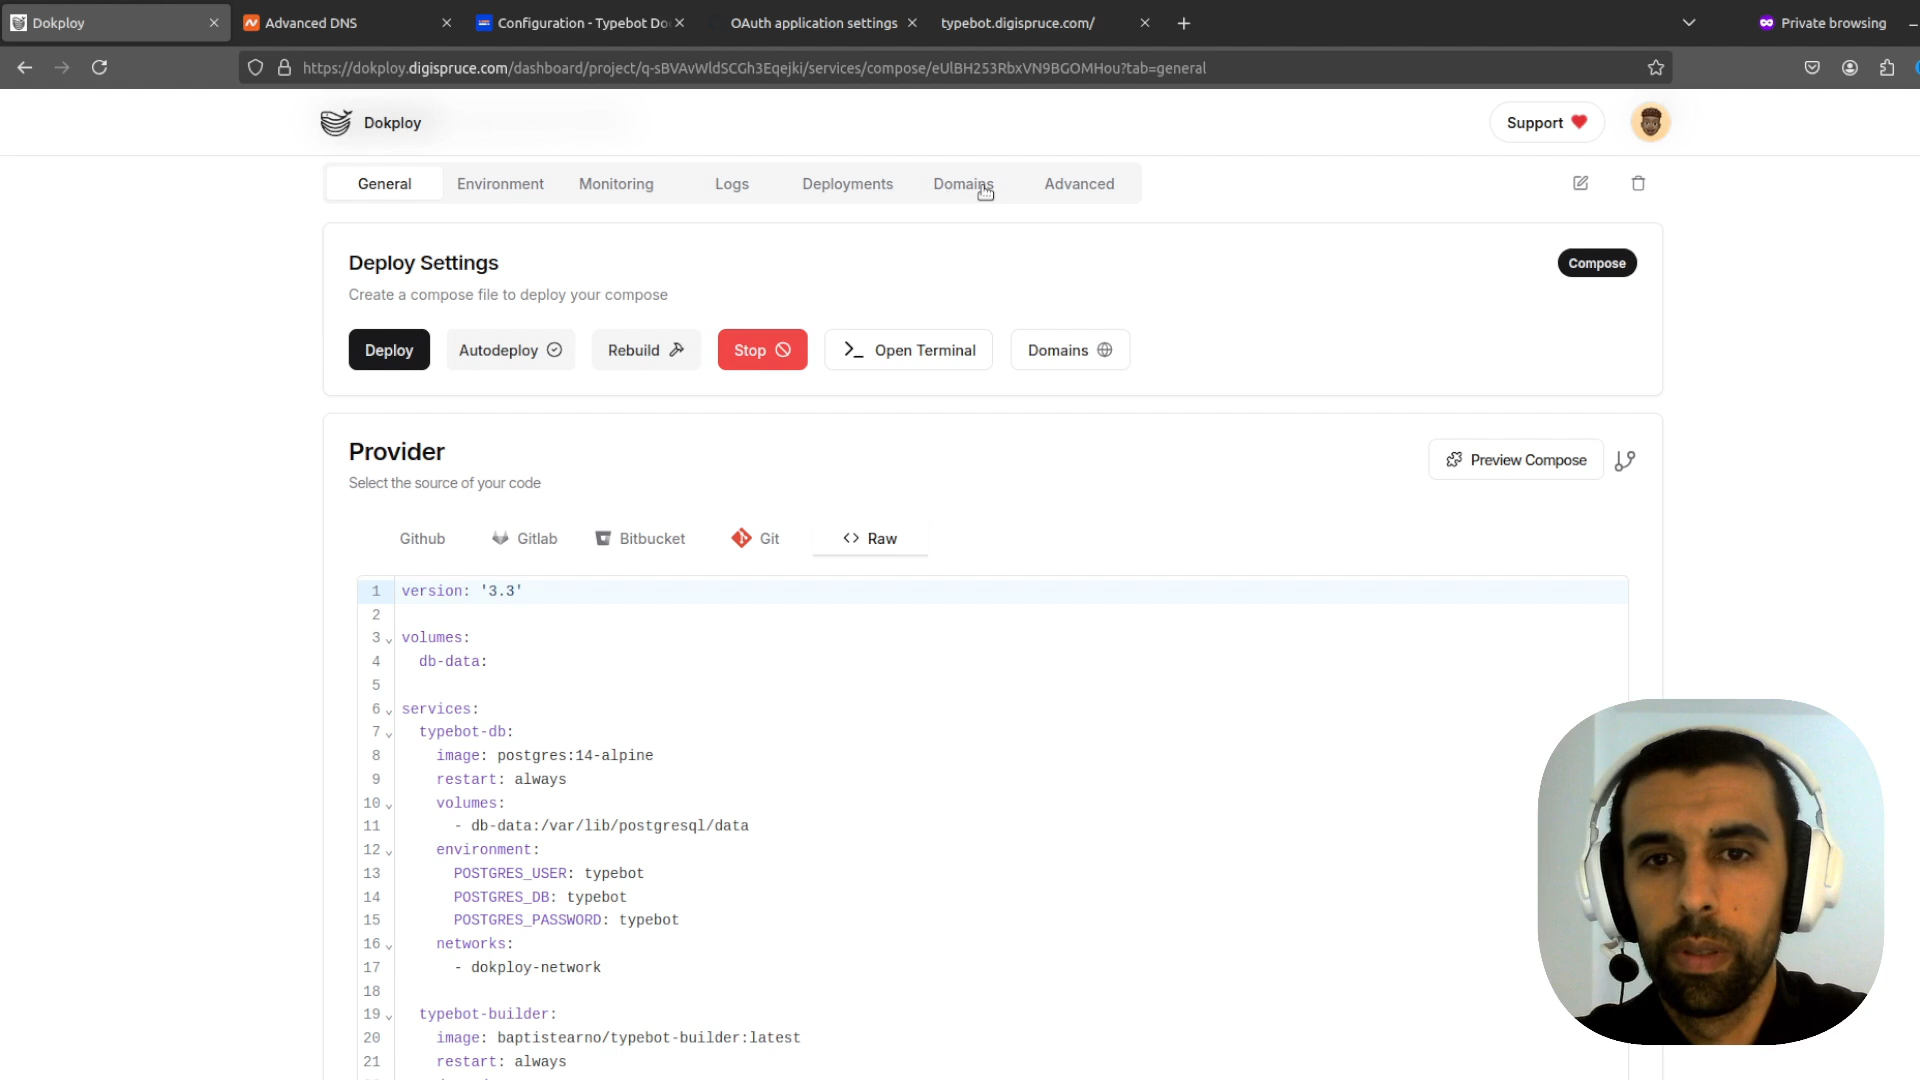 Dokploy
Advanced DNS
Configuration - Typebot Do
OAuth application settings
typebot.digispruce.com/
Private browsing
https://dokploy.digispruce.com/dashboard/project/q-sBVAvWldSCGh3Eqejki/services/compose/eUlBH253RbxVN9BGOMHou?tab=general
Dokploy
Support
General
Environment
Monitoring
Logs
Deployments
Domains
Advanced
Deploy Settings
Compose
Create a compose file to deploy your compose
Deploy
Autodeploy
Rebuild
Stop
Open Terminal
Domains
Provider
Preview Compose
Select the source of your code
Github
Gitlab
Bitbucket
Git
Raw
1 version: '3.3'
2
3 volumes:
4 db-data:
5
6 services:
7 typebot-db:
8 image: postgres:14-alpine
9 restart: always
10 volumes:
11 - db-data:/var/lib/postgresql/data
12 environment:
13 POSTGRES_USER: typebot
14 POSTGRES_DB: typebot
15 POSTGRES_PASSWORD: typebot
16 networks:
17 - dokploy-network
18
19 typebot-builder:
20 image: baptistearno/typebot-builder:latest
21 restart: always